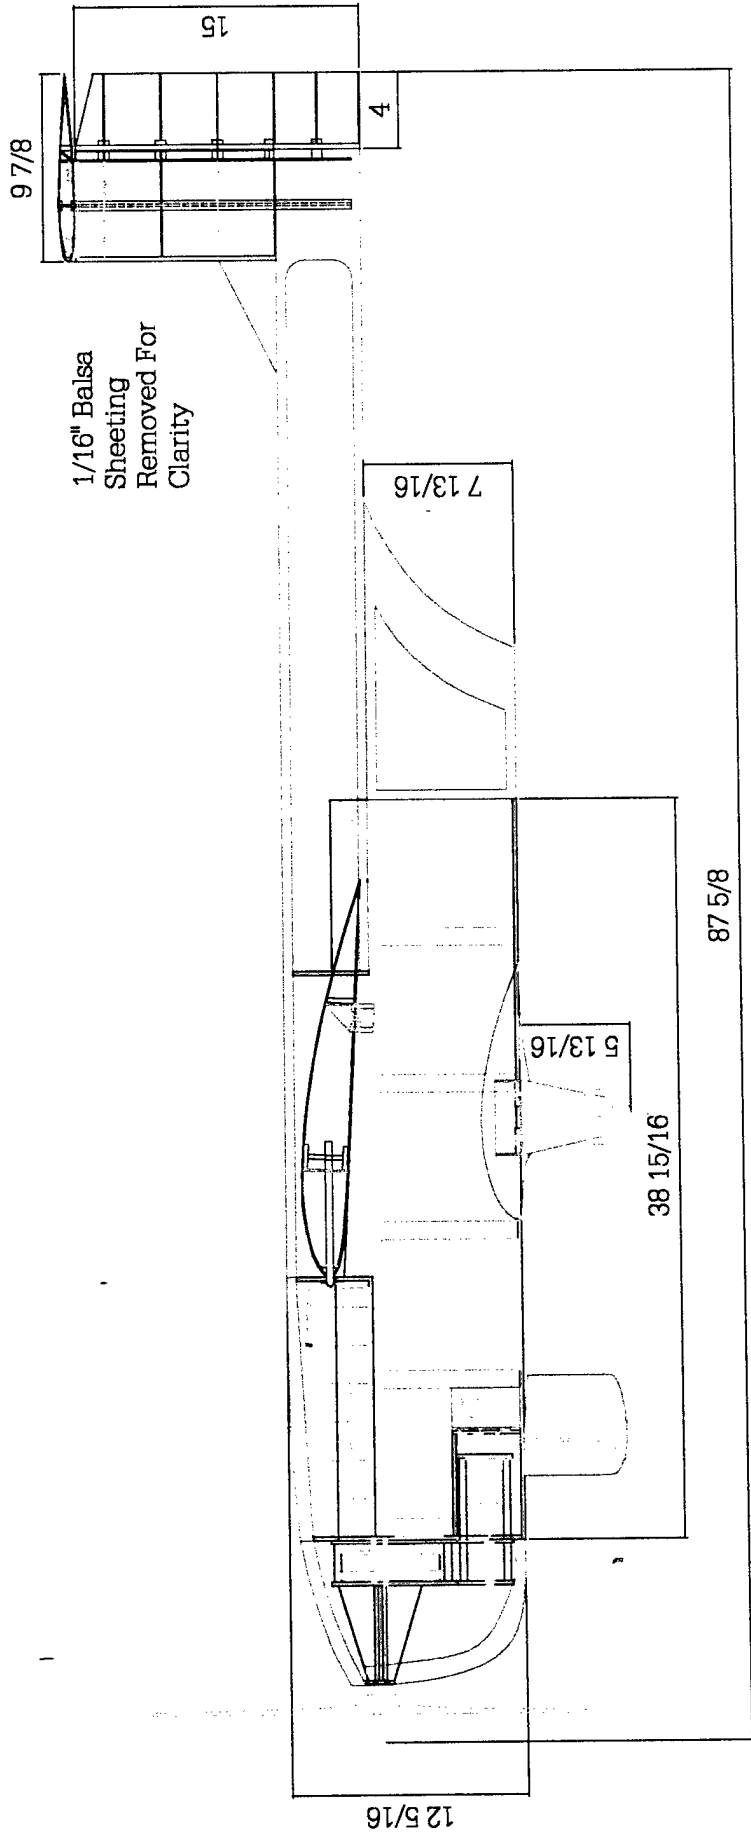 15
9 7/8
4
1/16" Balsa
Sheeting
Removed For
Clarity
7 13/16
87 5/8
5 13/16
38 15/16
12 5/16